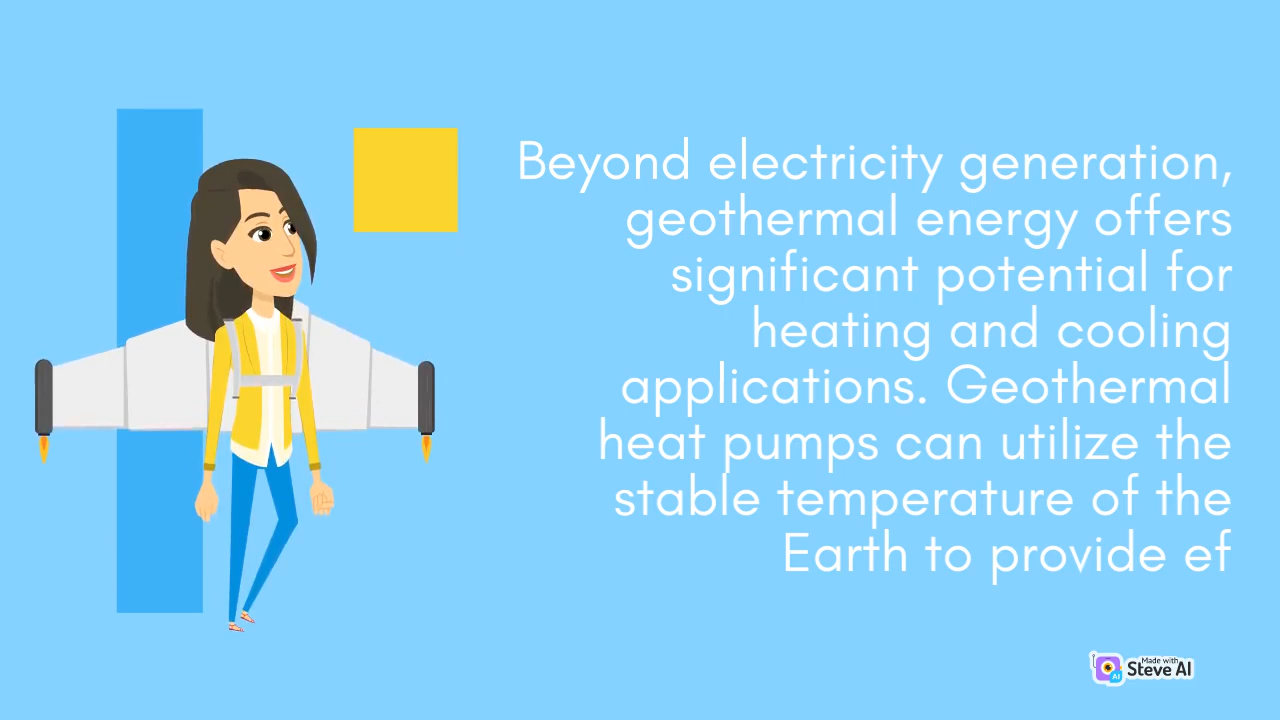 Beyond electricity generation,
geothermal energy offers
significant potential for
heating and cooling
applications. Geothermal
heat pumps can utilize the
stable temperature of the
Earth to provide ef
Made with
Steve AI
AI